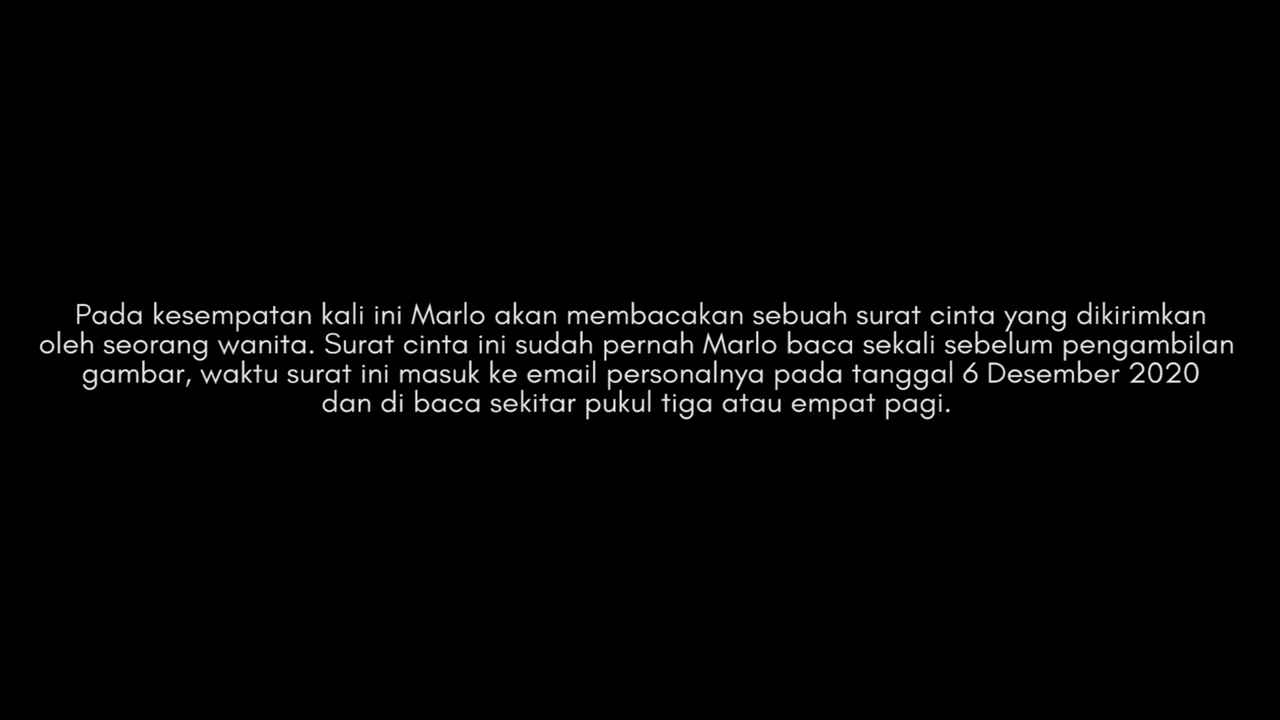 Pada kesempatan kali ini Marlo akan membacakan sebuah surat cinta yang dikirimkan
oleh seorang wanita. Surat cinta ini sudah pernah Marlo baca sekali sebelum pengambilan
gambar, waktu surat ini masuk ke email personalnya pada tanggal 6 Desember 2020
dan di baca sekitar pukul tiga atau empat pagi.